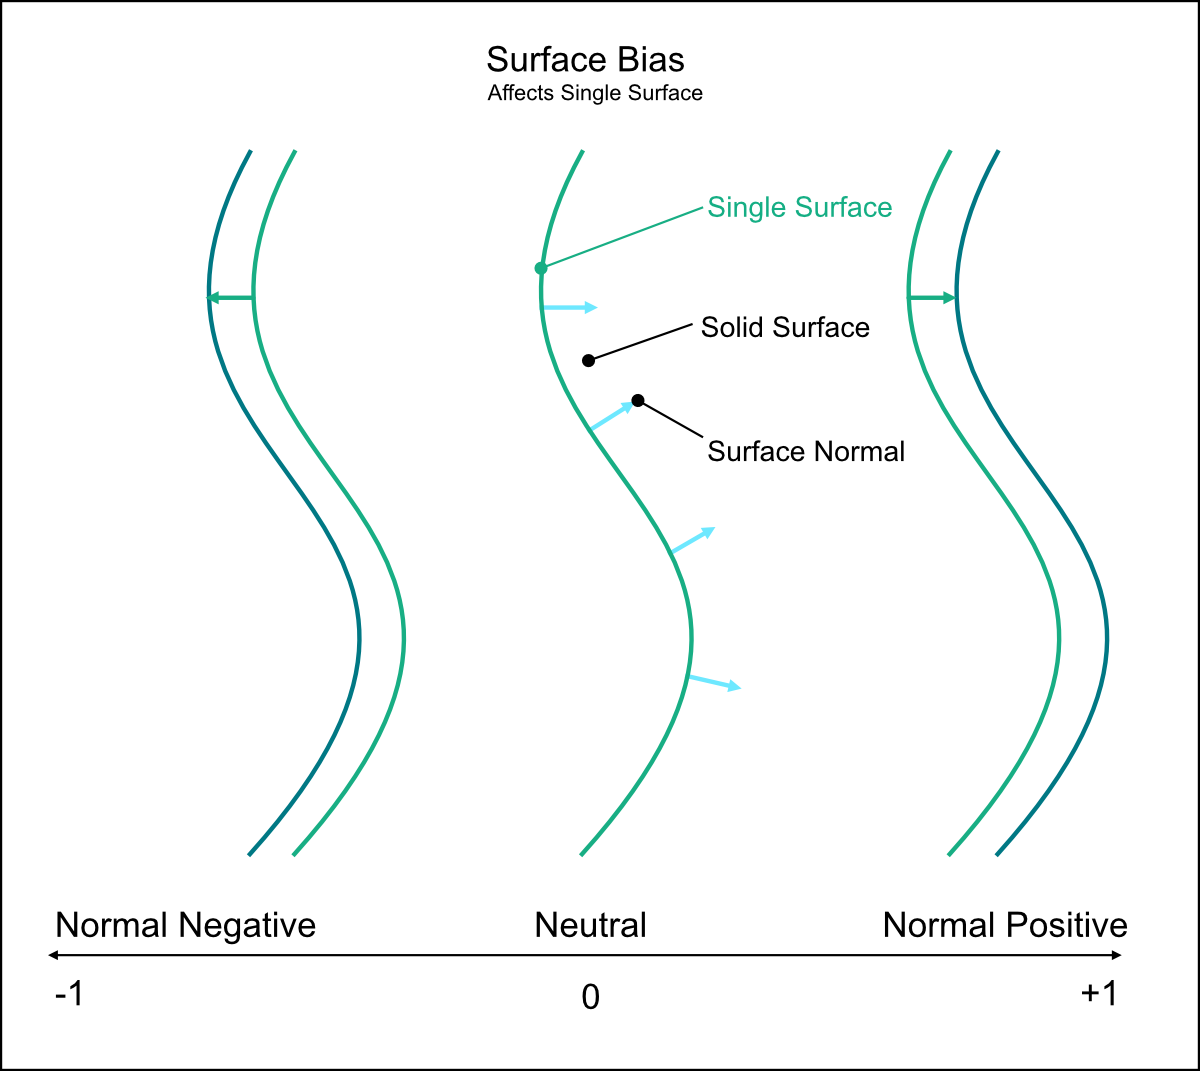 Surface Bias
Affects Single Surface
Single Surface
Solid Surface
Surface Normal
Normal Negative
Neutral
Normal Positive
-1
0
+1